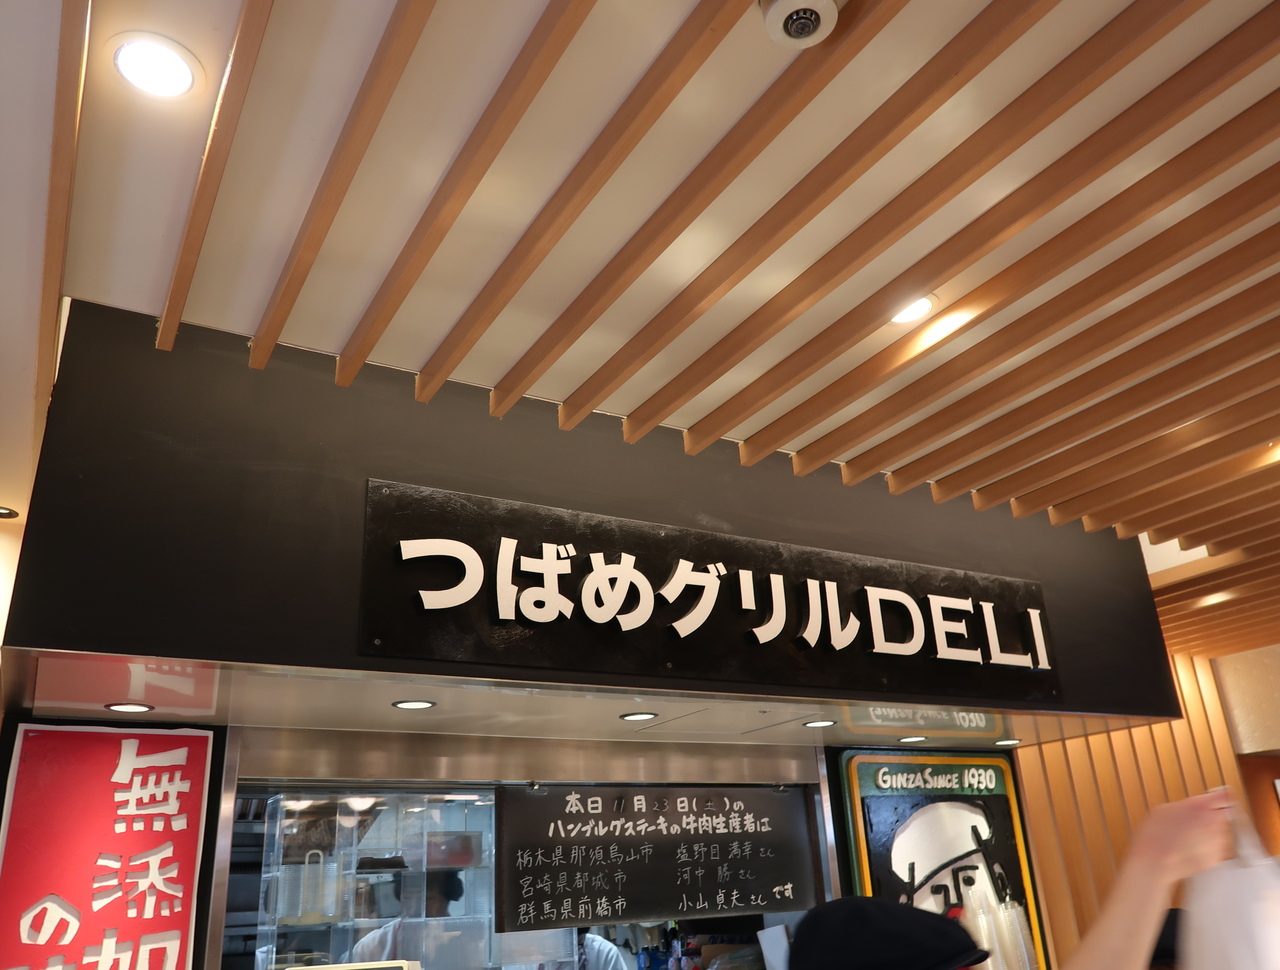 つばめグリルDELI
無添加
の
GINZA SINCE 1930
本日11月23日(土)の
ハンブルグステーキの牛肉生産者は
栃木県那須烏山市 塩野目満幸さん
宮崎県都城市 河中 勝さん
群馬県前橋市 小山貞夫さんです